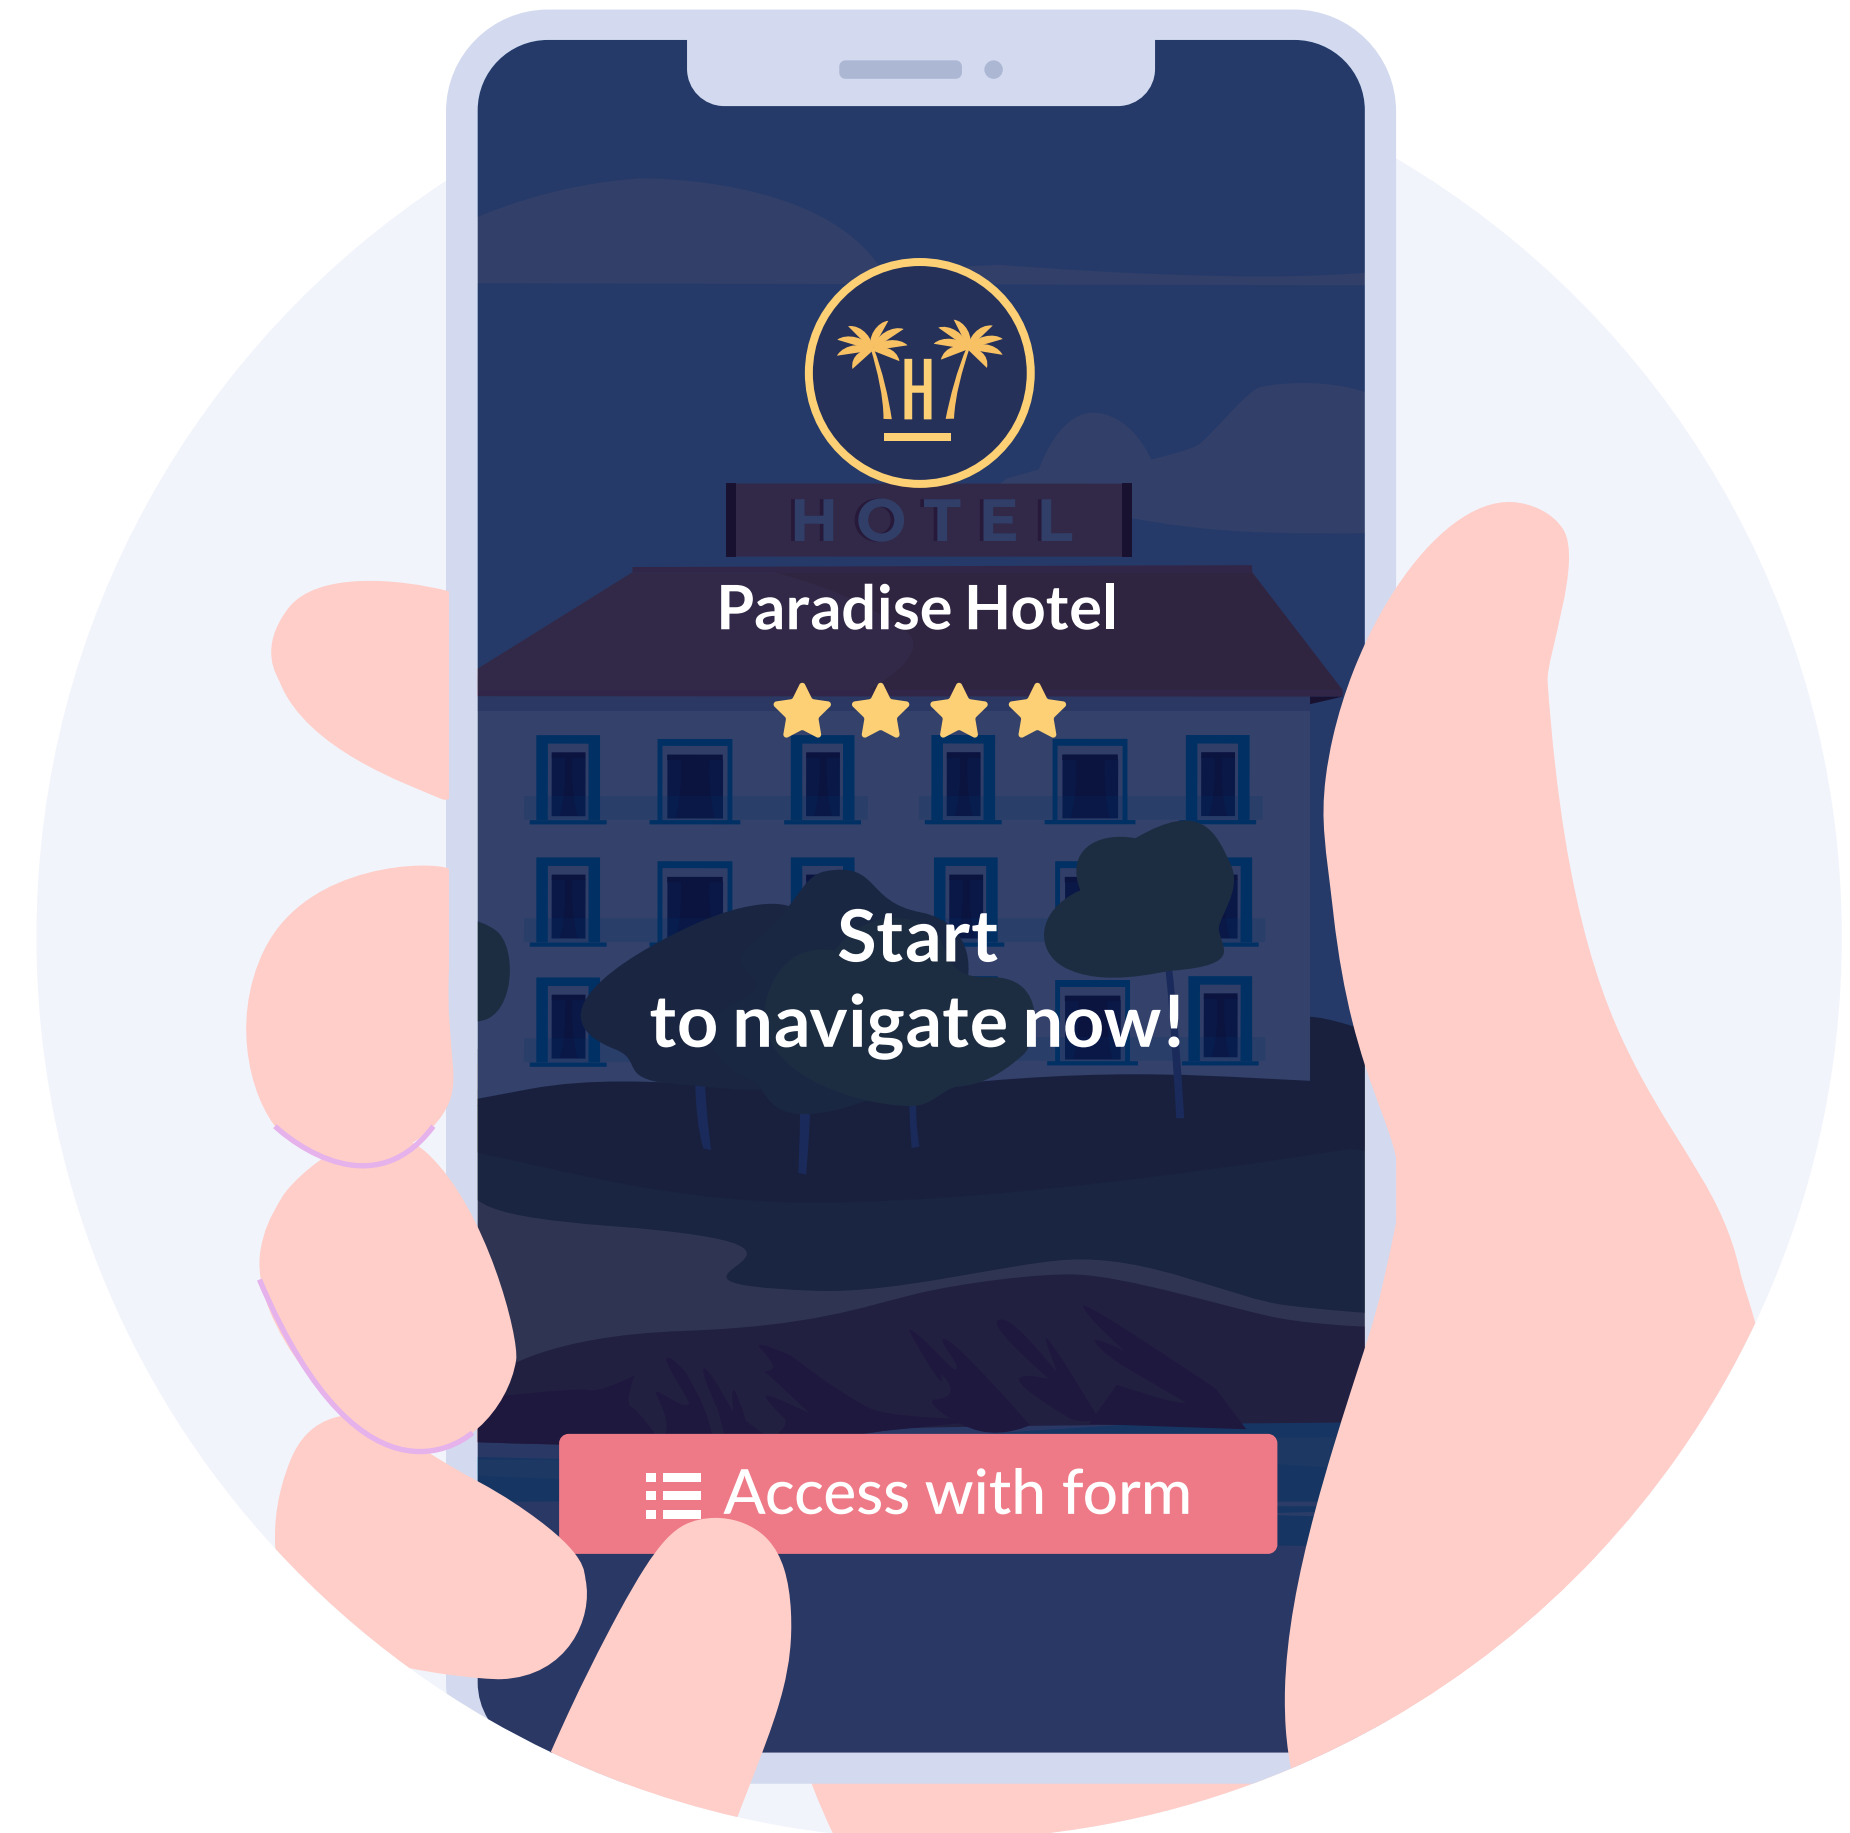 H
HOTEL
Paradise Hotel
Start
to navigate now!
Access with form